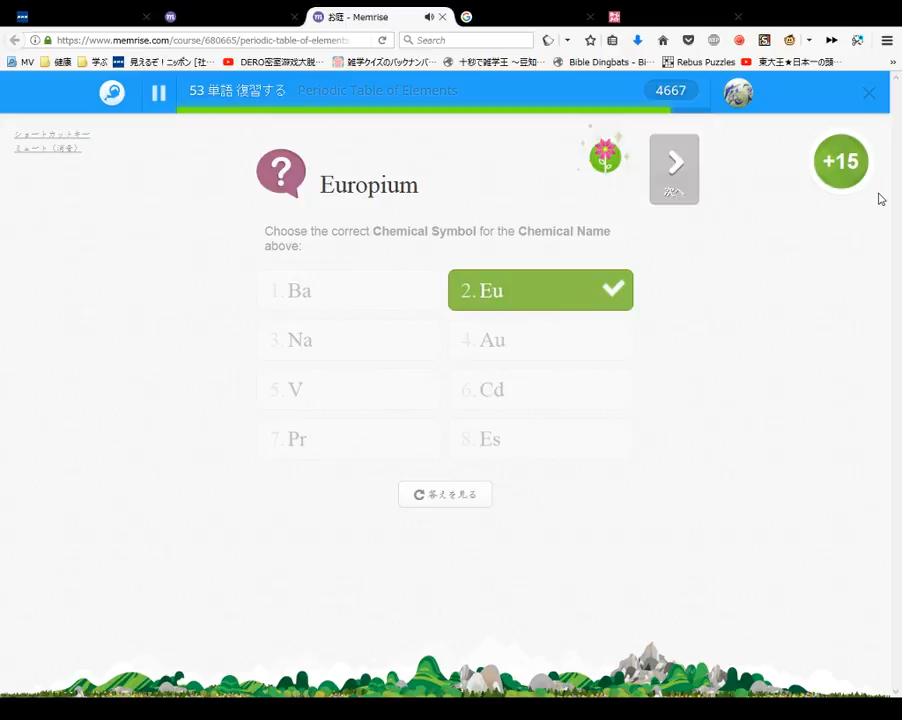 お庭 - Memrise
https://www.memrise.com/course/680665/periodic-table-of-elements
Search
MV
健康
学ぶ
見えるぞ！ニッポン [社…
DERO密室游戏大脱…
雑学クイズのバックナンバ…
十秒で雑学王 ～豆知…
Bible Dingbats - Bi…
Rebus Puzzles
東大王★日本一の頭…
53 単語 復習する Periodic Table of Elements 4667
ショートカットキー
ミュート（消音）
+15
次へ
? Europium
Choose the correct Chemical Symbol for the Chemical Name
above:
1. Ba
2. Eu
3. Na
4. Au
5. V
6. Cd
7. Pr
8. Es
答えを見る